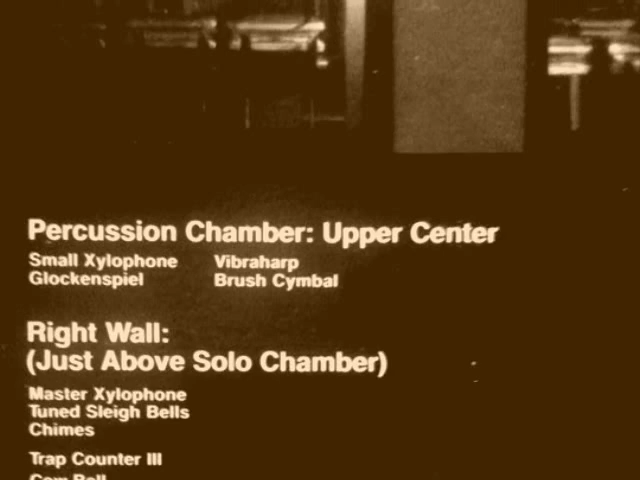 Percussion Chamber: Upper Center
Small Xylophone Vibraharp
Glockenspiel Brush Cymbal
Right Wall:
(Just Above Solo Chamber)
Master Xylophone
Tuned Sleigh Bells
Chimes
Trap Counter III